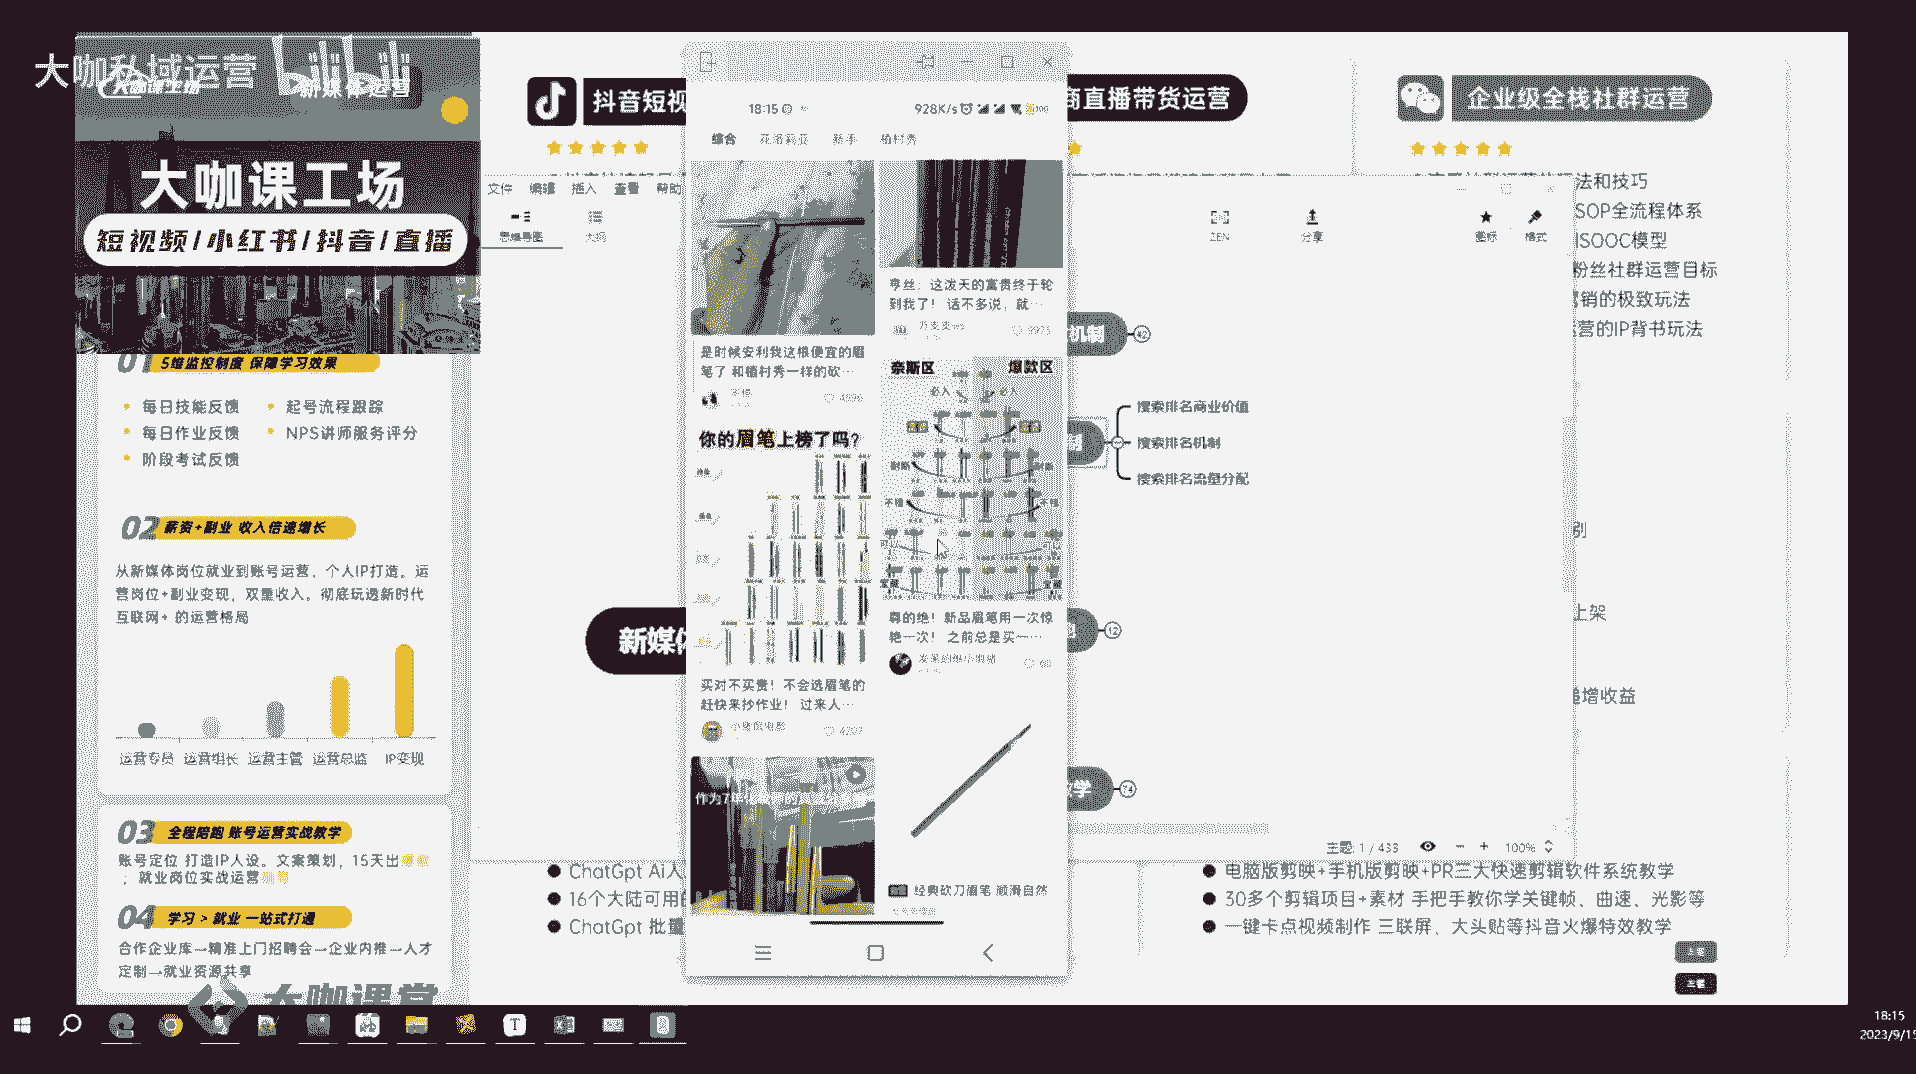 大咖私域运营
大咖课工场
新媒体运营
大咖课工场
短视频/小红书/抖音/直播
01 5维监控制度 保障学习效果
每日技能反馈
起号流程跟踪
每日作业反馈
NPS讲师服务评分
阶段考试反馈
02 薪资+副业 收入倍速增长
从新媒体岗位就业到账号运营，个人IP打造。运
营岗位+副业变现，双重收入。彻底玩透新时代
互联网+ 的运营格局
运营专员 运营组长 运营主管 运营总监 IP变现
03 全程陪跑 账号运营实战教学
账号定位 打造IP人设。文案策划，15天出
；就业岗位实战运营
04 学习 > 就业 一站式打通
合作企业库→精准上门招聘会→企业内推→人才
定制→就业资源共享
大咖课堂
抖音短视
商直播带货运营
企业级全栈社群运营
文件 编辑 插入 查看 帮助
思维导图
大纲
ZEN
分享
图标
格式
法和技巧
SOP全流程体系
ISOOC模型
粉丝社群运营目标
营销的极致玩法
运营的IP背书玩法
机制
42
搜索排名商业价值
搜索排名机制
搜索排名流量分配
新媒体
12
学
74
上架
递增收益
主题: 1 / 433
100%
18:15
928K/s
综合 花洛莉亚 新手 植村秀
是时候安利我这根便宜的眉
笔了 和植村秀一样的砍…
4596
亨丝：这泼天的富贵终于轮
到我了！ 话不多说，就…
9975
你的眉笔上榜了吗?
买对不买贵！不会选眉笔的
赶快来抄作业！ 过来人…
4207
奈斯区
爆款区
必入
必入
不错
不错
尊的绝！新品眉笔用一次惊
艳一次！ 之前总是买一…
68
经典砍刀眉笔 顺滑自然
ChatGpt AI人
16个大陆可用的
ChatGpt 批量
电脑版剪映+手机版剪映+PR三大快速剪辑软件系统教学
30多个剪辑项目+素材 手把手教你学关键帧、曲速、光影等
一键卡点视频制作 三联屏、大头贴等抖音火爆特效教学
18:15
2023/9/15